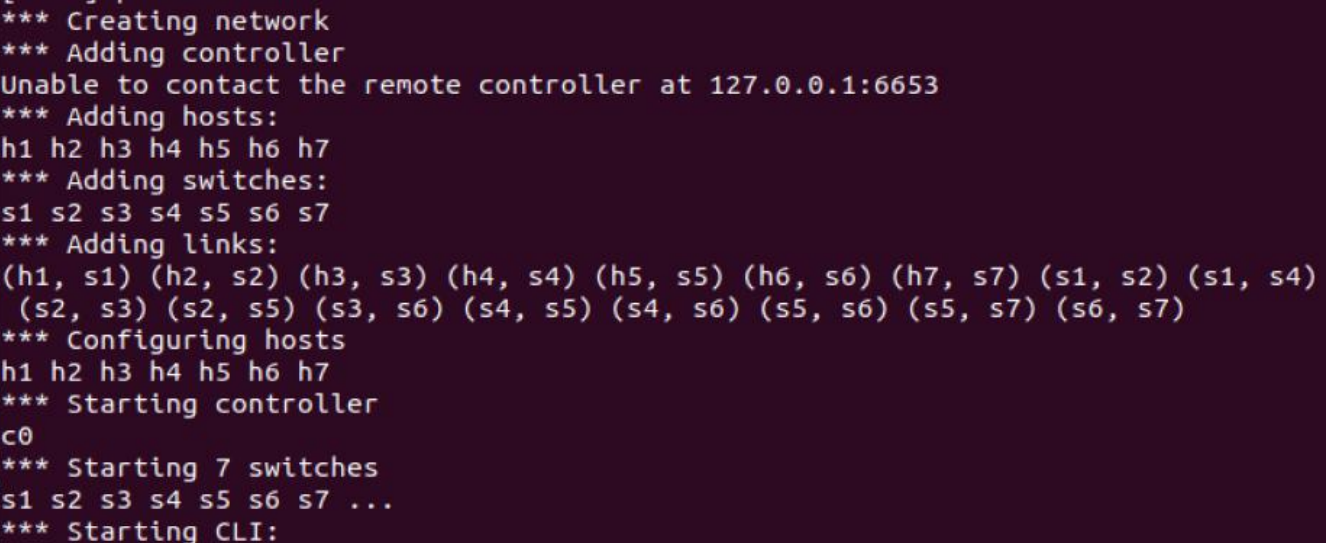 *** Creating network
*** Adding controller
Unable to contact the remote controller at 127.0.0.1:6653
*** Adding hosts:
h1 h2 h3 h4 h5 h6 h7
*** Adding switches:
s1 s2 s3 s4 s5 s6 s7
*** Adding links:
(h1, s1) (h2, s2) (h3, s3) (h4, s4) (h5, s5) (h6, s6) (h7, s7) (s1, s2) (s1, s4)
(s2, s3) (s2, s5) (s3, s6) (s4, s5) (s4, s6) (s5, s6) (s5, s7) (s6, s7)
*** Configuring hosts
h1 h2 h3 h4 h5 h6 h7
*** Starting controller
c0
*** Starting 7 switches
s1 s2 s3 s4 s5 s6 s7 ...
*** Starting CLI: